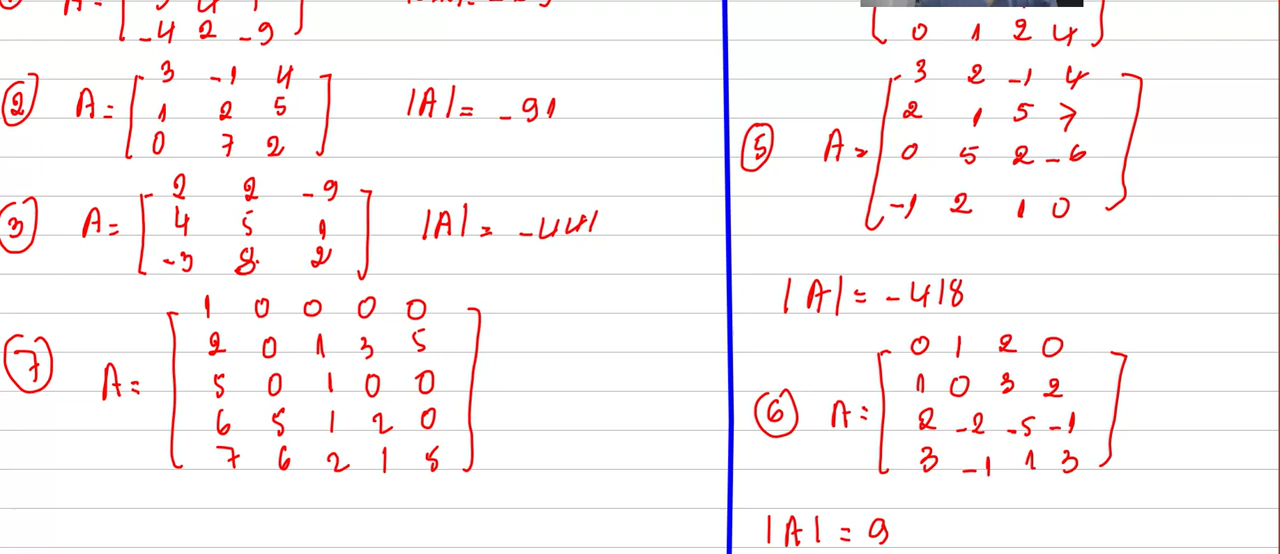 -4 2 -9
② A = [ 3 -1 4
1 2 5
0 7 2 ] |A| = -91
③ A = [ 2 2 -9
4 5 1
-3 8 2 ] |A| = -441
⑦ A = [ 1 0 0 0 0
2 0 1 3 5
5 0 1 0 0
6 5 1 2 0
7 6 2 1 5 ]
0 1 2 4
⑤ A = [ 3 2 -1 4
2 1 5 7
0 5 2 -6
-1 2 1 0 ]
|A| = -418
⑥ A = [ 0 1 2 0
1 0 3 2
2 -2 -5 -1
3 -1 1 3 ]
|A| = 9